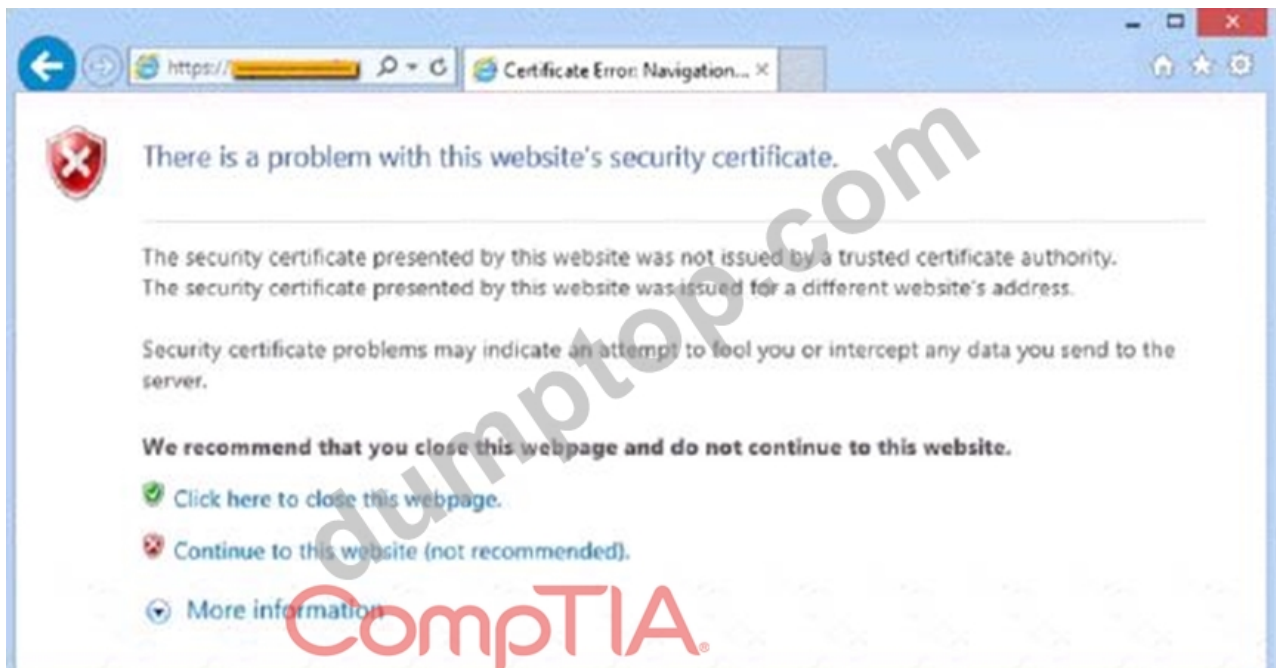 https://
Certificate Error: Navigation...
There is a problem with this website's security certificate.
The security certificate presented by this website was not issued by a trusted certificate authority.
The security certificate presented by this website was issued for a different website's address.
Security certificate problems may indicate an attempt to fool you or intercept any data you send to the
server.
We recommend that you close this webpage and do not continue to this website.
Click here to close this webpage.
Continue to this website (not recommended).
More information
dumptop.com
CompTIA.